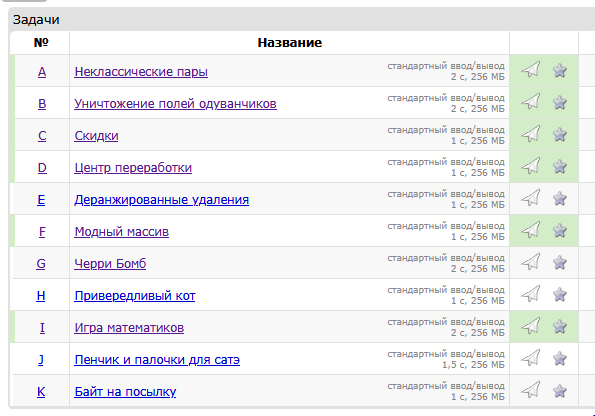 Задачи
№ Название
A Неклассические пары стандартный ввод/вывод
2 с, 256 МБ
B Уничтожение полей одуванчиков стандартный ввод/вывод
2 с, 256 МБ
C Скидки стандартный ввод/вывод
1 с, 256 МБ
D Центр переработки стандартный ввод/вывод
1 с, 256 МБ
E Деранжированные удаления стандартный ввод/вывод
1 с, 256 МБ
F Модный массив стандартный ввод/вывод
1 с, 256 МБ
G Черри Бомб стандартный ввод/вывод
2 с, 256 МБ
H Привередливый кот стандартный ввод/вывод
1 с, 256 МБ
I Игра математиков стандартный ввод/вывод
2 с, 256 МБ
J Пенчик и палочки для сатэ стандартный ввод/вывод
1,5 с, 256 МБ
K Байт на посылку стандартный ввод/вывод
1 с, 256 МБ